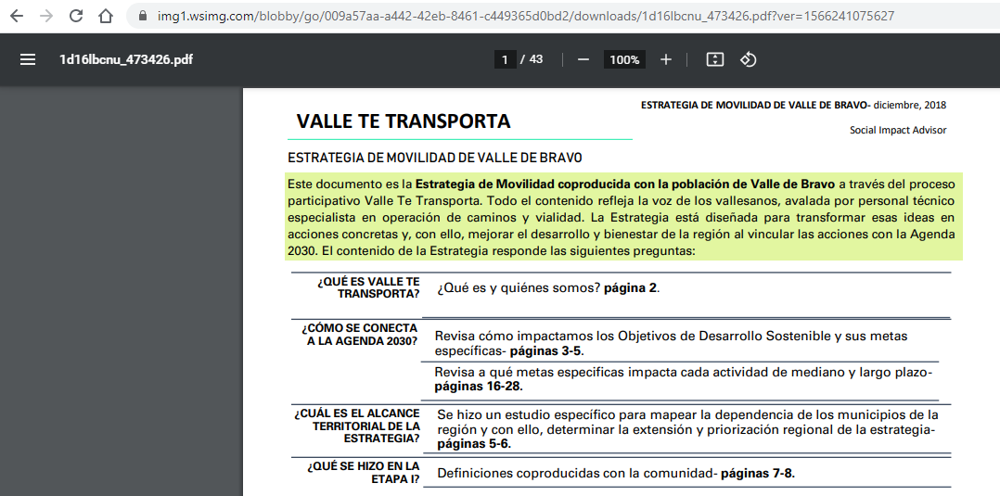 img1.wsimg.com/blobby/go/009a57aa-a442-42eb-8461-c449365d0bd2/downloads/1d16lbcnu_473426.pdf?ver=1566241075627
1d16lbcnu_473426.pdf
1 / 43
100%
ESTRATEGIA DE MOVILIDAD DE VALLE DE BRAVO- diciembre, 2018
VALLE TE TRANSPORTA
Social Impact Advisor
ESTRATEGIA DE MOVILIDAD DE VALLE DE BRAVO
Este documento es la Estrategia de Movilidad coproducida con la población de Valle de Bravo a través del proceso
participativo Valle Te Transporta. Todo el contenido refleja la voz de los vallesanos, avalada por personal técnico
especialista en operación de caminos y vialidad. La Estrategia está diseñada para transformar esas ideas en
acciones concretas y, con ello, mejorar el desarrollo y bienestar de la región al vincular las acciones con la Agenda
2030. El contenido de la Estrategia responde las siguientes preguntas:
¿QUÉ ES VALLE TE
TRANSPORTA?
¿Qué es y quiénes somos? página 2.
¿CÓMO SE CONECTA
A LA AGENDA 2030?
Revisa cómo impactamos los Objetivos de Desarrollo Sostenible y sus metas
específicas- páginas 3-5.
Revisa a qué metas especificas impacta cada actividad de mediano y largo plazo-
páginas 16-28.
¿CUÁL ES EL ALCANCE
TERRITORIAL DE LA
ESTRATEGIA?
Se hizo un estudio específico para mapear la dependencia de los municipios de la
región y con ello, determinar la extensión y priorización regional de la estrategia-
páginas 5-6.
¿QUÉ SE HIZO EN LA
ETAPA I?
Definiciones coproducidas con la comunidad- páginas 7-8.